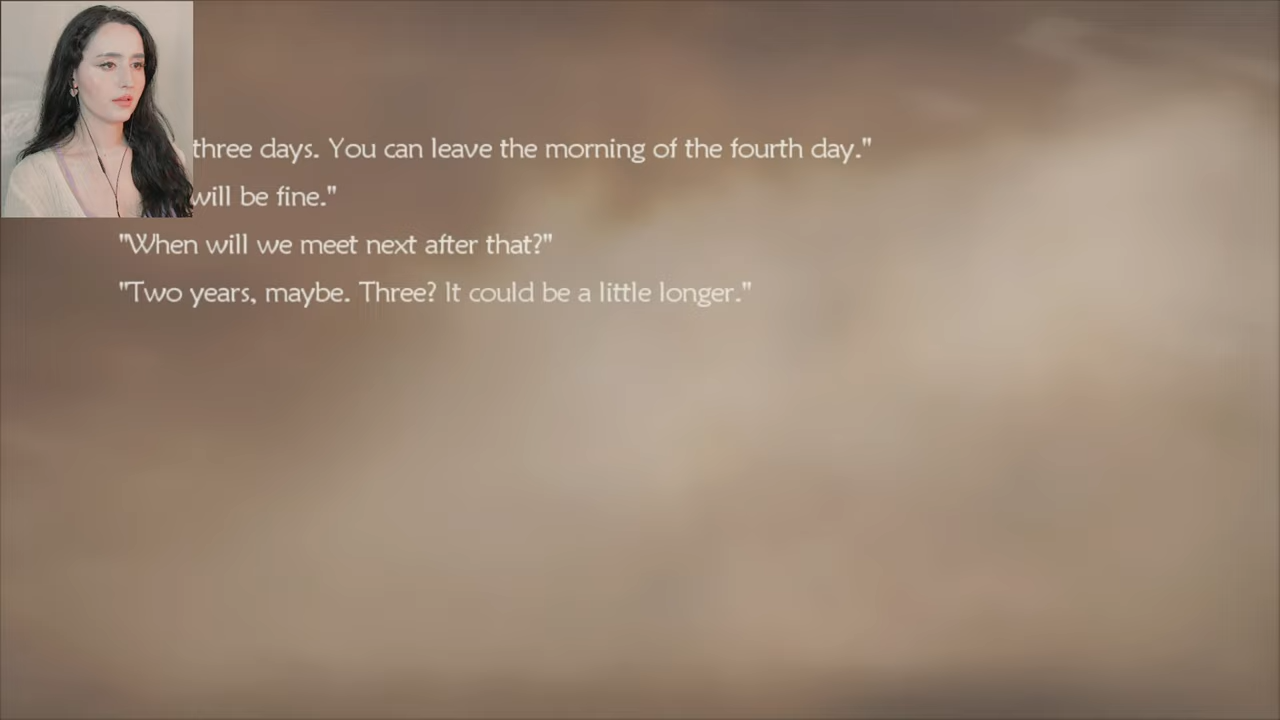 three days. You can leave the morning of the fourth day."
will be fine."
"When will we meet next after that?"
"Two years, maybe. Three? It could be a little longer."